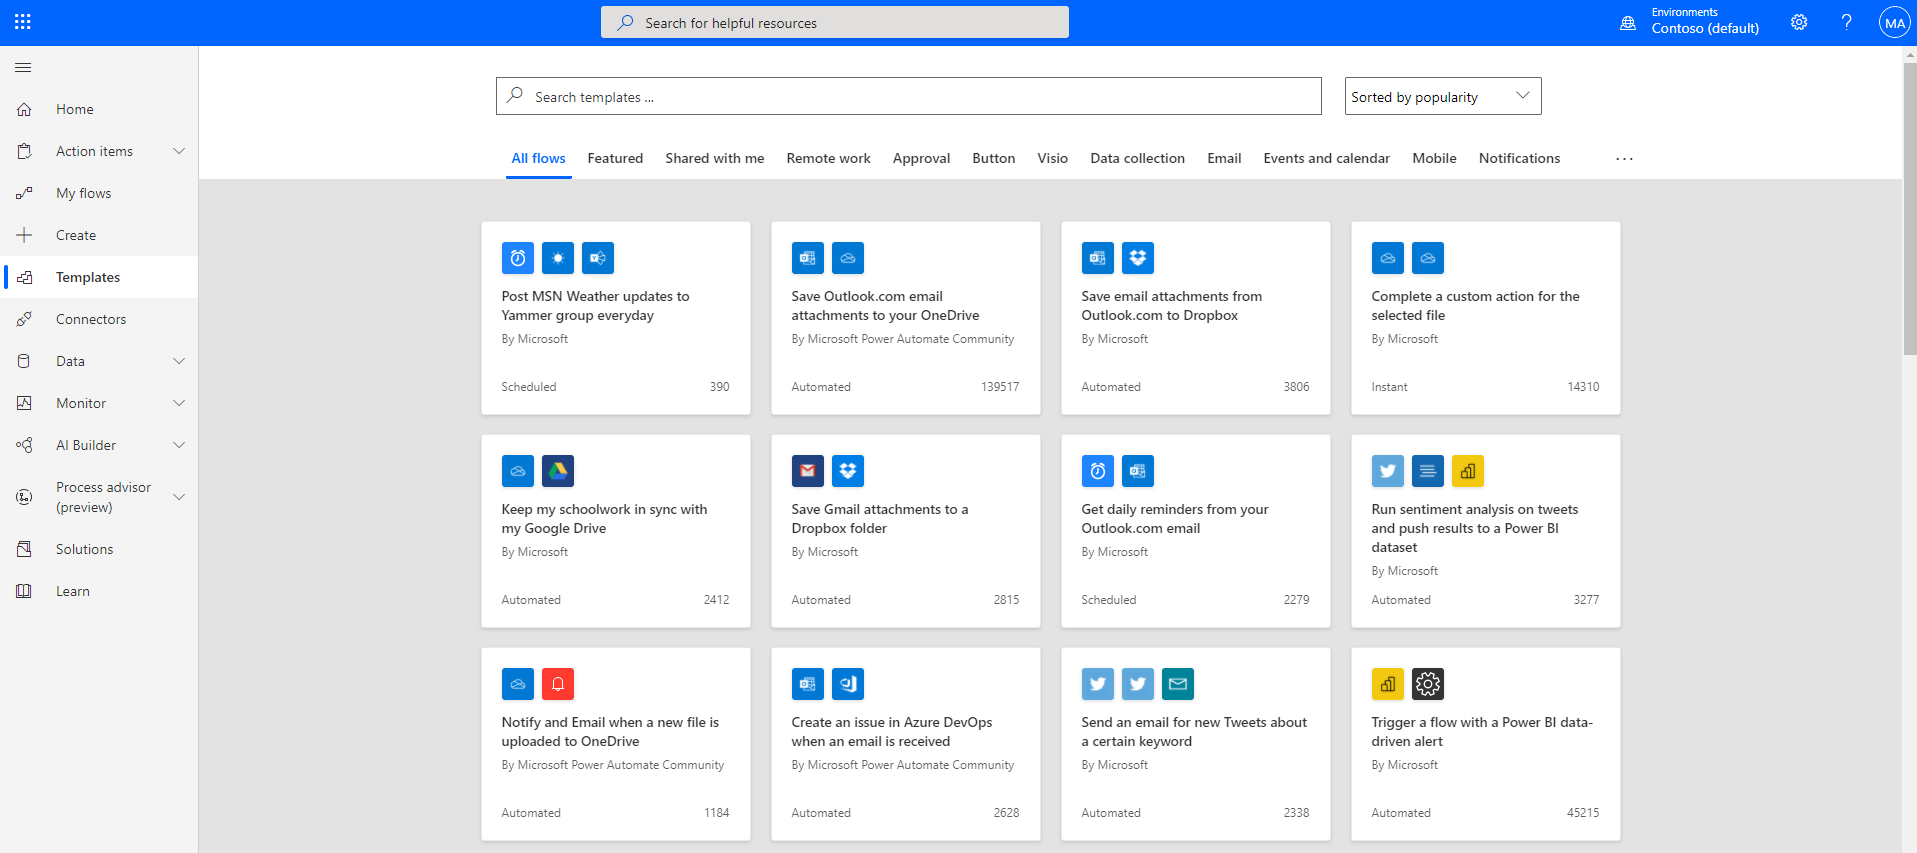 Search for helpful resources
Environments
Contoso (default)
MA
Home
Action items
My flows
Create
Templates
Connectors
Data
Monitor
AI Builder
Process advisor
(preview)
Solutions
Learn
Search templates ...
Sorted by popularity
All flows
Featured
Shared with me
Remote work
Approval
Button
Visio
Data collection
Email
Events and calendar
Mobile
Notifications
...
Post MSN Weather updates to
Yammer group everyday
By Microsoft
Scheduled
390
Save Outlook.com email
attachments to your OneDrive
By Microsoft Power Automate Community
Automated
139517
Save email attachments from
Outlook.com to Dropbox
By Microsoft
Automated
3806
Complete a custom action for the
selected file
By Microsoft
Instant
14310
Keep my schoolwork in sync with
my Google Drive
By Microsoft
Automated
2412
Save Gmail attachments to a
Dropbox folder
By Microsoft
Automated
2815
Get daily reminders from your
Outlook.com email
By Microsoft
Scheduled
2279
Run sentiment analysis on tweets
and push results to a Power BI
dataset
By Microsoft
Automated
3277
Notify and Email when a new file is
uploaded to OneDrive
By Microsoft Power Automate Community
Automated
1184
Create an issue in Azure DevOps
when an email is received
By Microsoft Power Automate Community
Automated
2628
Send an email for new Tweets about
a certain keyword
By Microsoft
Automated
2338
Trigger a flow with a Power BI data-
driven alert
By Microsoft
Automated
45215